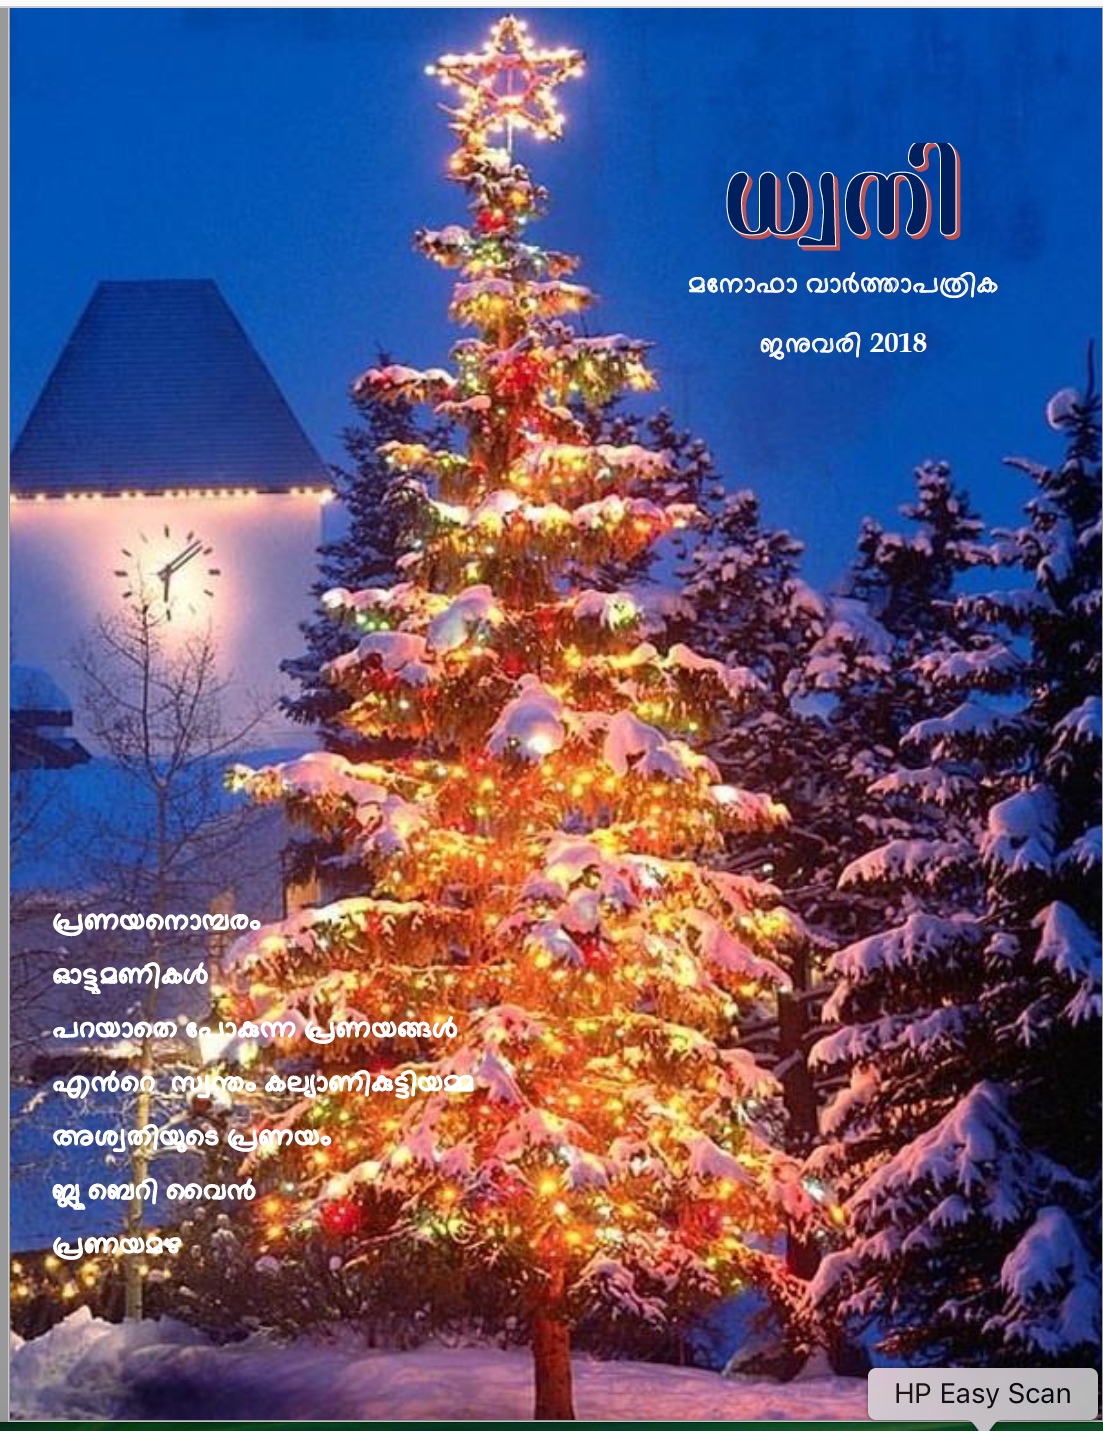 ധ്വനി
മനോഫാ വാർത്താപത്രിക
ജനുവരി 2018
പ്രണയനൊമ്പരം
ഓട്ടുമണികൾ
പറയാതെ പോകുന്ന പ്രണയങ്ങൾ
എൻറെ സ്വന്തം കല്യാണികുട്ടിയമ്മ
അശ്വതിയുടെ പ്രണയം
ബ്ലൂ ബെറി വൈൻ
പ്രണയമഴ
HP Easy Scan